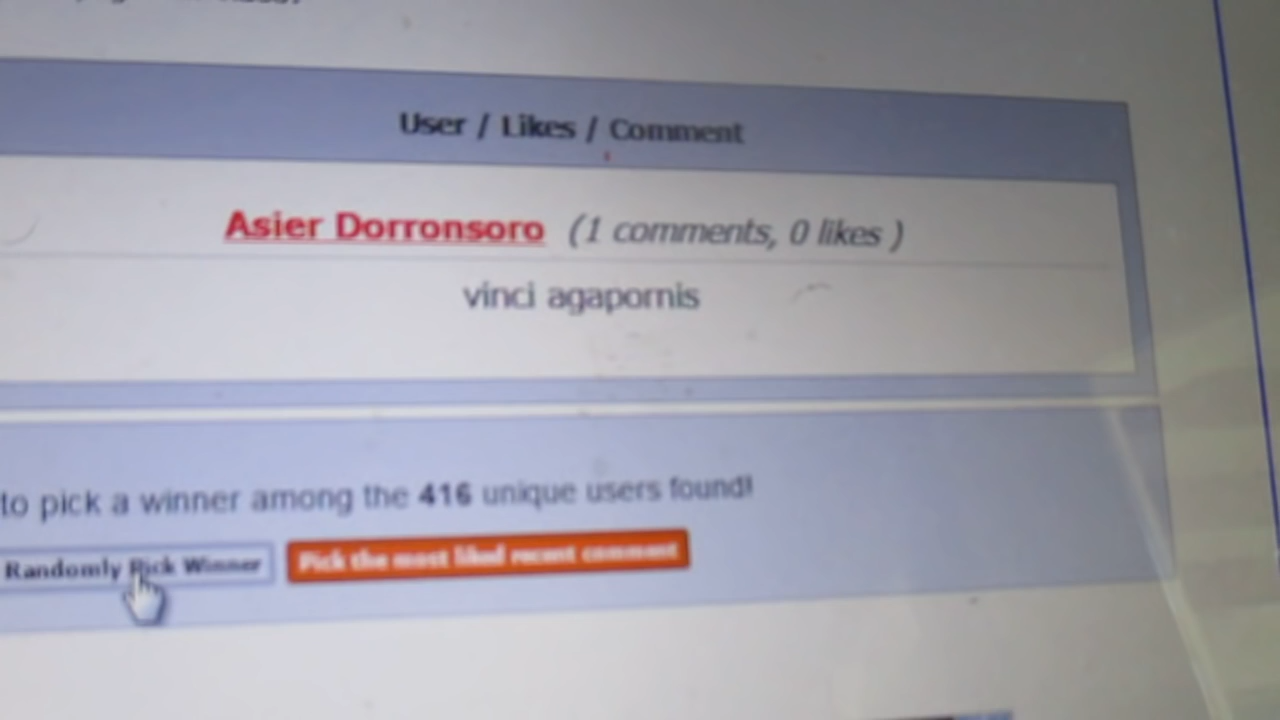 User / Likes / Comment
Asier Dorronsoro (1 comments, 0 likes )
vinci agapornis
to pick a winner among the 416 unique users found!
Randomly Pick Winner
Pick the most liked recent comment